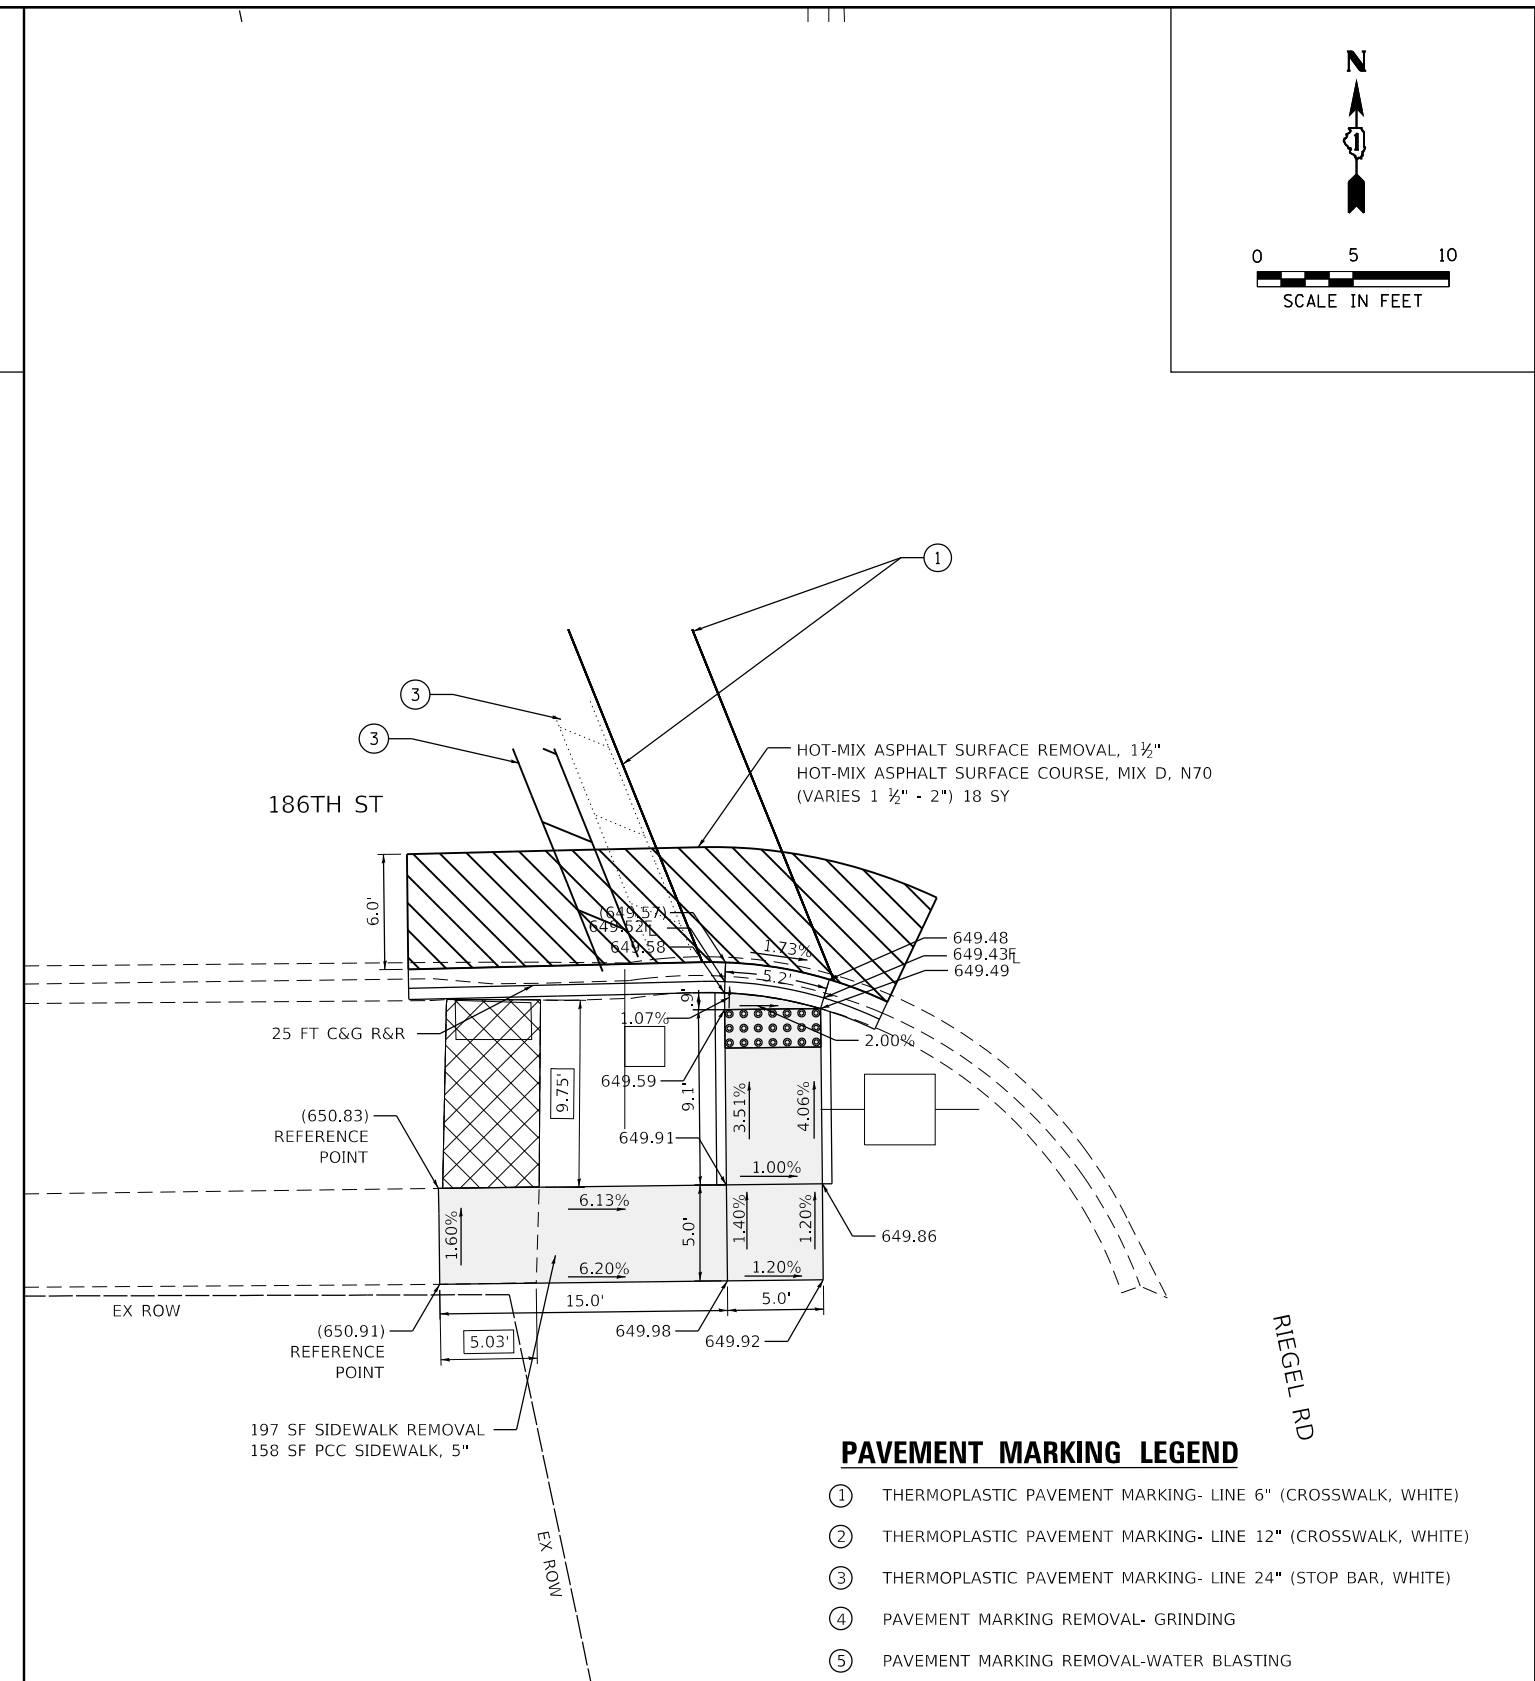 N
1
0 5 10
SCALE IN FEET
1
3
3
HOT-MIX ASPHALT SURFACE REMOVAL, 1½"
HOT-MIX ASPHALT SURFACE COURSE, MIX D, N70
(VARIES 1 ½" - 2") 18 SY
186TH ST
6.0'
(649.57)
649.52FL
649.58
1.73%
5.2'
649.48
649.43FL
649.49
25 FT C&G R&R
.9'
1.07%
2.00%
9.75'
649.59
9.1'
3.51%
4.06%
(650.83)
REFERENCE
POINT
649.91
1.00%
6.13%
1.60%
5.0'
1.40%
1.20%
649.86
6.20%
1.20%
EX ROW
15.0'
5.0'
(650.91)
REFERENCE
POINT
5.03'
649.98
649.92
RIEGEL RD
197 SF SIDEWALK REMOVAL
158 SF PCC SIDEWALK, 5"
EX ROW
PAVEMENT MARKING LEGEND
1 THERMOPLASTIC PAVEMENT MARKING- LINE 6" (CROSSWALK, WHITE)
2 THERMOPLASTIC PAVEMENT MARKING- LINE 12" (CROSSWALK, WHITE)
3 THERMOPLASTIC PAVEMENT MARKING- LINE 24" (STOP BAR, WHITE)
4 PAVEMENT MARKING REMOVAL- GRINDING
5 PAVEMENT MARKING REMOVAL-WATER BLASTING